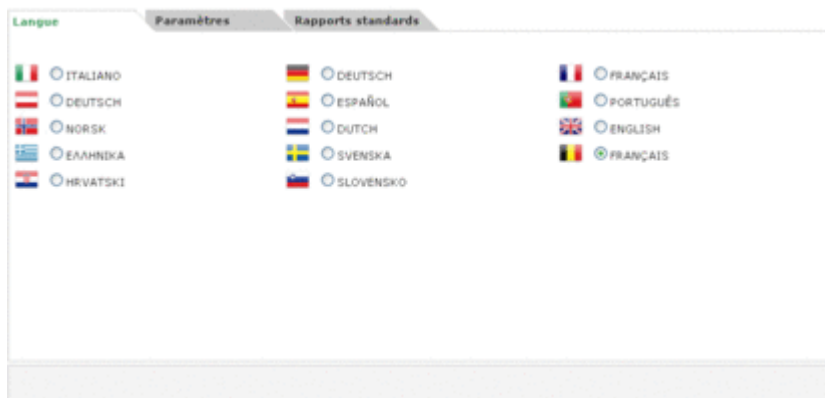 Langue Paramètres Rapports standards
ITALIANO DEUTSCH FRANÇAIS
DEUTSCH ESPAÑOL PORTUGUÊS
NORSK DUTCH ENGLISH
ΕΛΛΗΝΙΚΑ SVENSKA FRANÇAIS
HRVATSKI SLOVENSKO